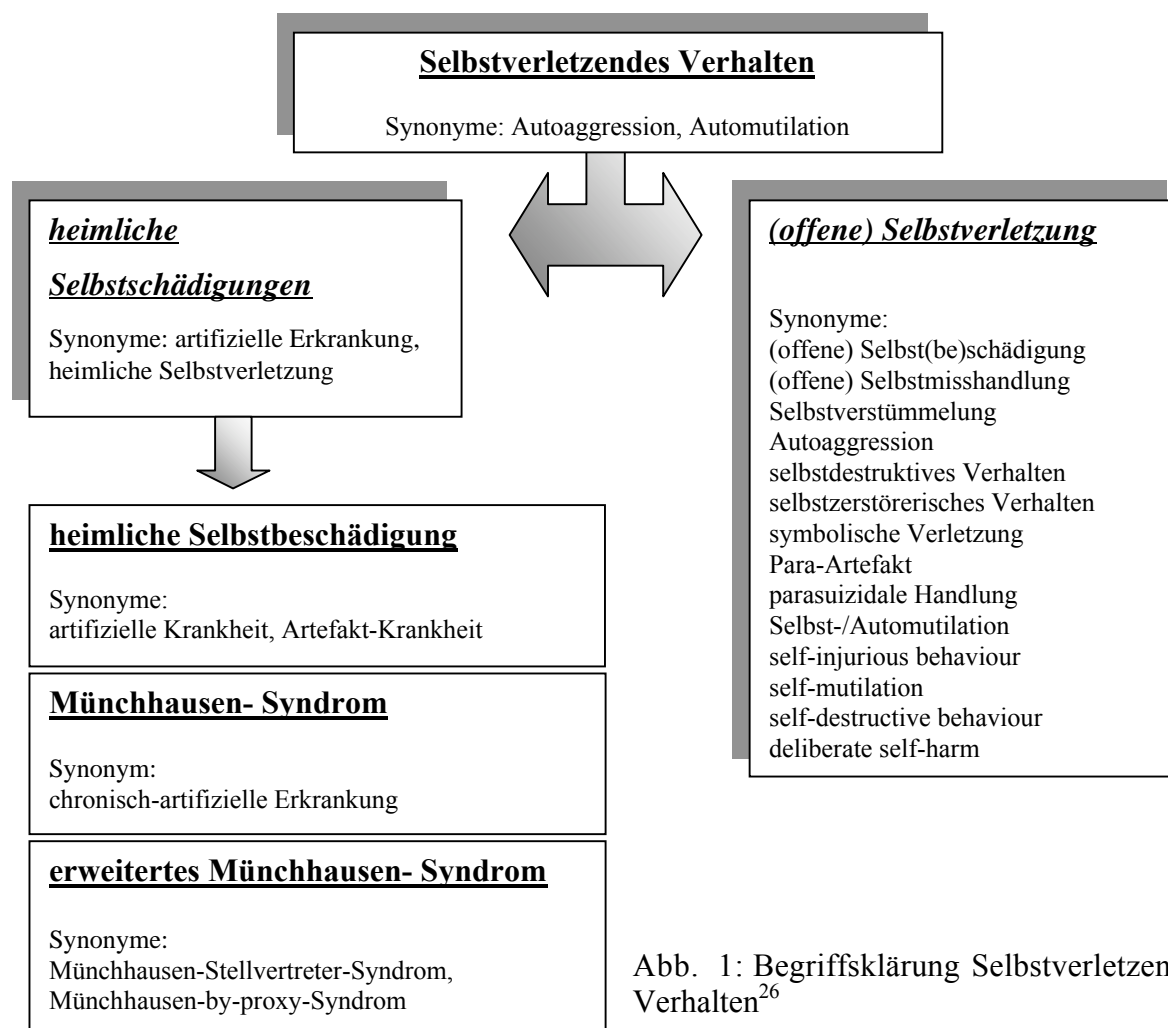 Selbstverletzendes Verhalten
Synonyme: Autoaggression, Automutilation
heimliche
Selbstschädigungen
Synonyme: artifizielle Erkrankung,
heimliche Selbstverletzung
(offene) Selbstverletzung
Synonyme:
(offene) Selbst(be)schädigung
(offene) Selbstmisshandlung
Selbstverstümmelung
Autoaggression
selbstdestruktives Verhalten
selbstzerstörerisches Verhalten
symbolische Verletzung
Para-Artefakt
parasuizidale Handlung
Selbst-/Automutilation
self-injurious behaviour
self-mutilation
self-destructive behaviour
deliberate self-harm
heimliche Selbstbeschädigung
Synonyme:
artifizielle Krankheit, Artefakt-Krankheit
Münchhausen- Syndrom
Synonym:
chronisch-artifizielle Erkrankung
erweitertes Münchhausen- Syndrom
Synonyme:
Münchhausen-Stellvertreter-Syndrom,
Münchhausen-by-proxy-Syndrom
Abb. 1: Begriffsklärung Selbstverletzen
Verhalten26